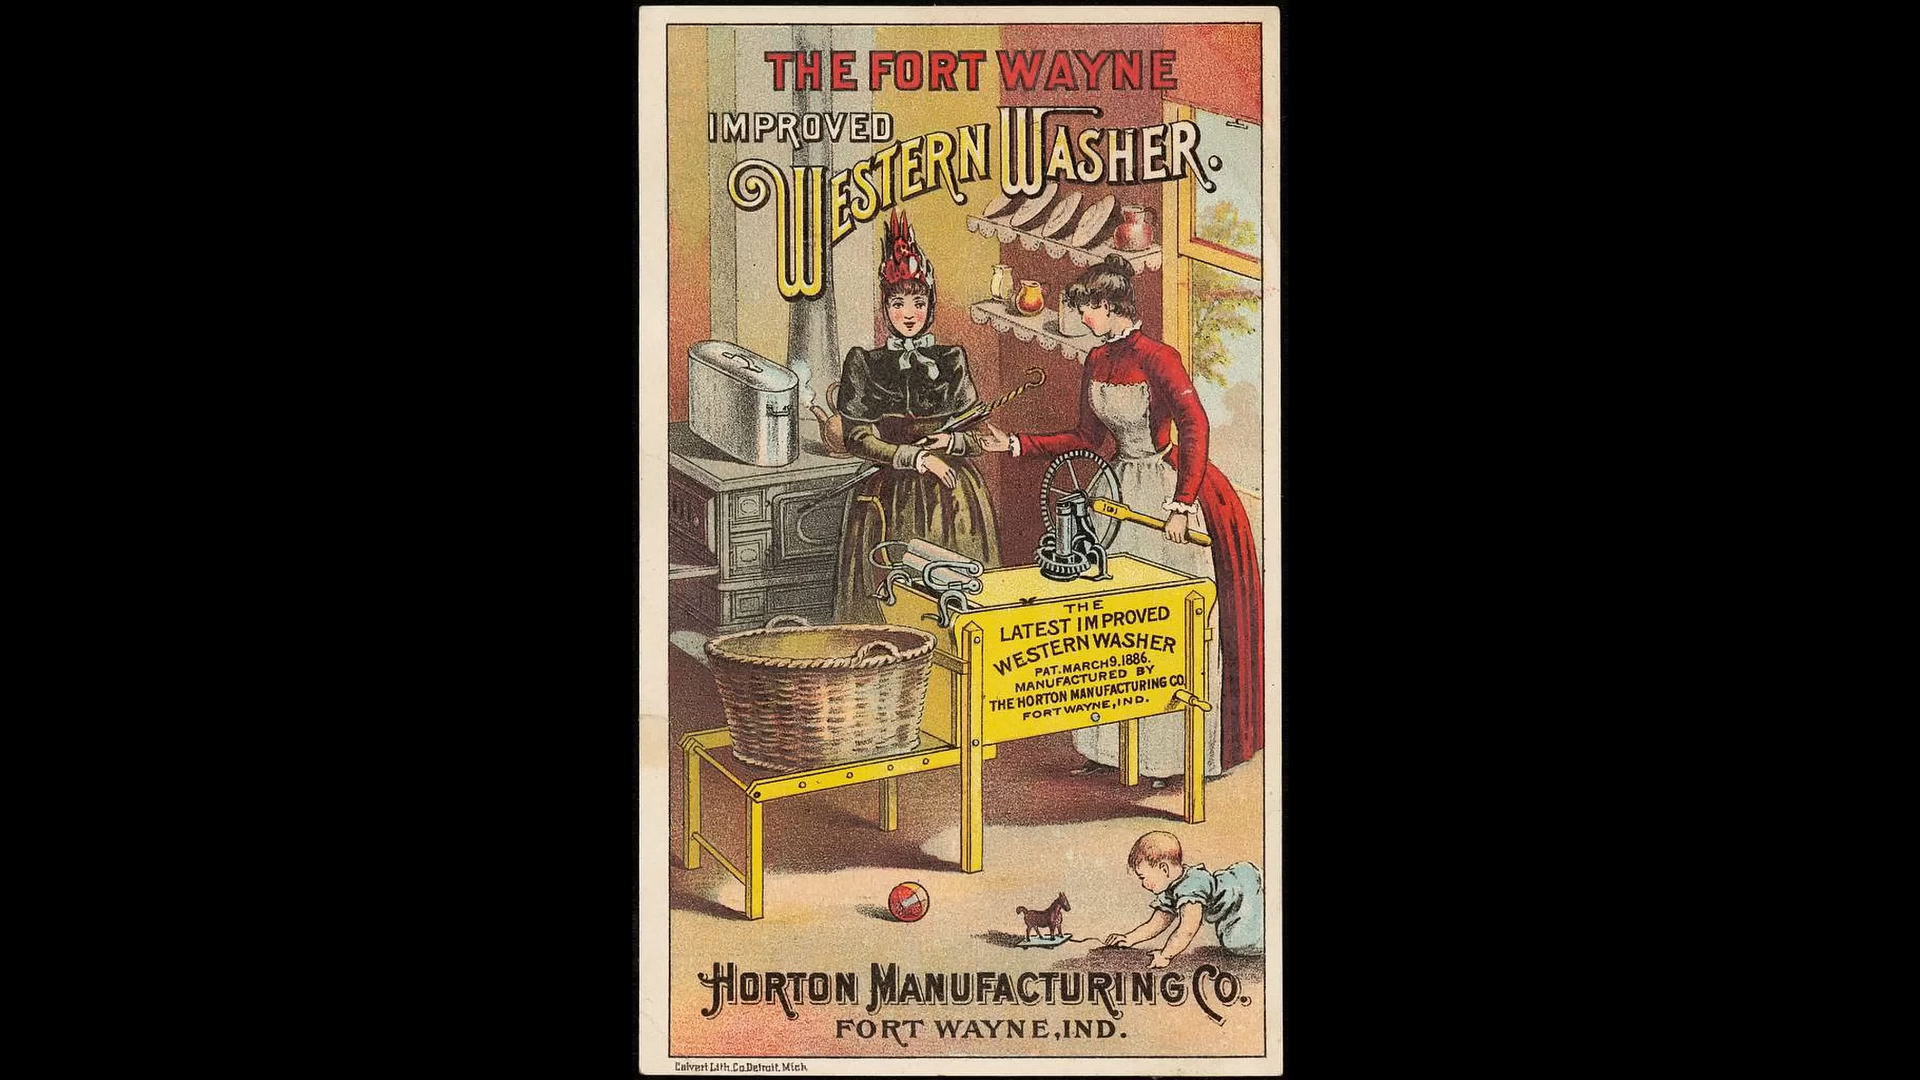 THE FORT WAYNE
IMPROVED
WESTERN WASHER.
THE
LATEST IMPROVED
WESTERN WASHER
PAT. MARCH 9. 1886.
MANUFACTURED BY
THE HORTON MANUFACTURING CO.
FORT WAYNE, IND.
HORTON MANUFACTURING CO.
FORT WAYNE, IND.
Calvert Lith. Co. Detroit, Mich.